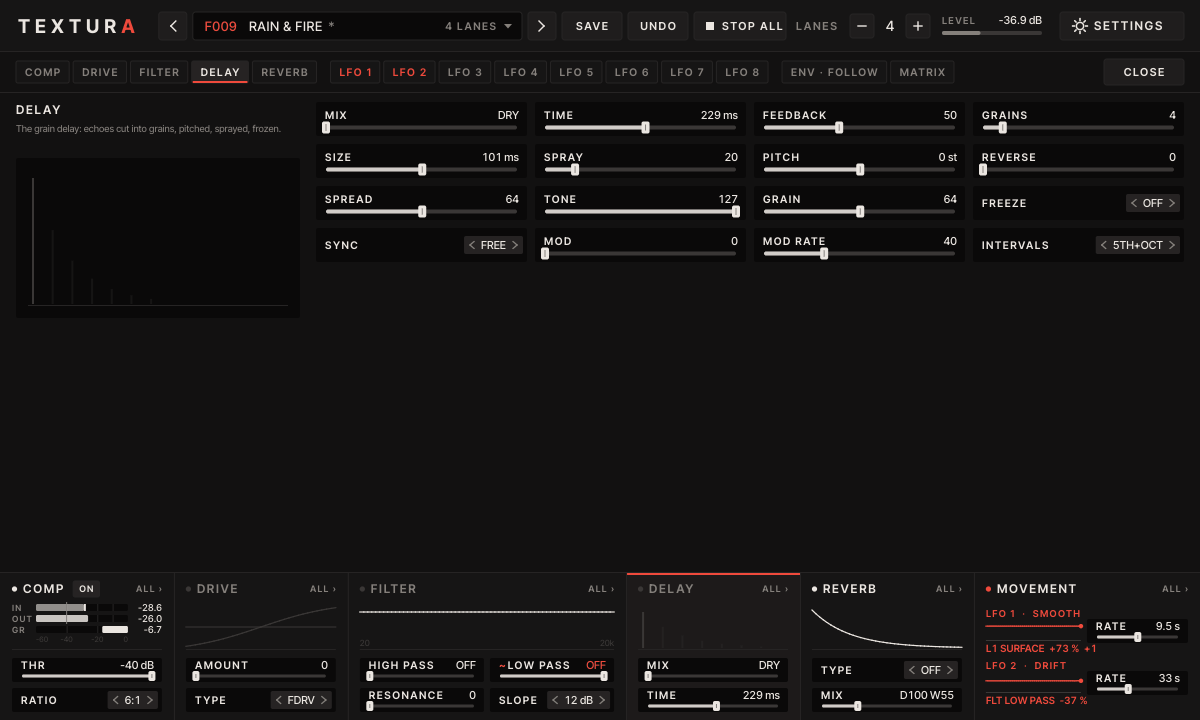 TEXTURA F009 RAIN & FIRE * 4 LANES SAVE UNDO STOP ALL LANES 4 LEVEL -36.9 dB SETTINGS
COMP DRIVE FILTER DELAY REVERB LFO 1 LFO 2 LFO 3 LFO 4 LFO 5 LFO 6 LFO 7 LFO 8 ENV · FOLLOW MATRIX CLOSE
DELAY
The grain delay: echoes cut into grains, pitched, sprayed, frozen.
MIX DRY TIME 229 ms FEEDBACK 50 GRAINS 4
SIZE 101 ms SPRAY 20 PITCH 0 st REVERSE 0
SPREAD 64 TONE 127 GRAIN 64 FREEZE OFF
SYNC FREE MOD 0 MOD RATE 40 INTERVALS 5TH+OCT
COMP ON ALL › DRIVE ALL › FILTER ALL › DELAY ALL › REVERB ALL › MOVEMENT ALL ›
IN -28.6
OUT -26.0
GR -6.7
-60 -40 -20 0
THR -40 dB
RATIO 6:1
AMOUNT 0
TYPE FDRV
20 20k
HIGH PASS OFF ~LOW PASS OFF
RESONANCE 0 SLOPE 12 dB
MIX DRY
TIME 229 ms
TYPE OFF
MIX D100 W55
LFO 1 · SMOOTH
RATE 9.5 s
L1 SURFACE +73 % +1
LFO 2 · DRIFT
RATE 33 s
FLT LOW PASS -37 %